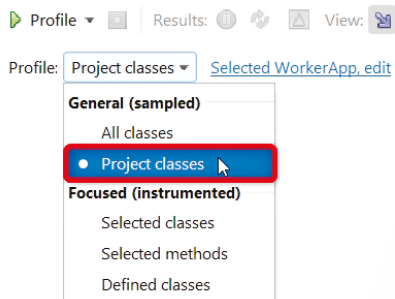 Profile Results: View:
Profile: Project classes Selected WorkerApp, edit
General (sampled)
All classes
Project classes
Focused (instrumented)
Selected classes
Selected methods
Defined classes